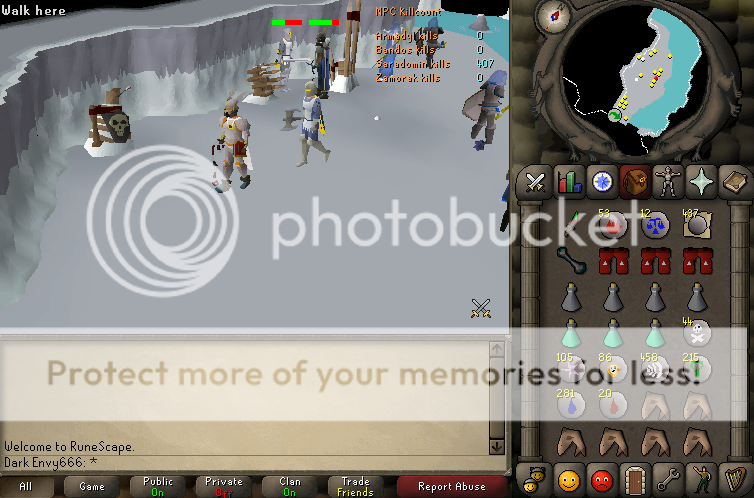 Walk here
NPC Killcount
Armadyl kills 0
Bandos kills 0
Saradomin kills 407
Zamorak kills 0
53 12 487
photobucket
44
Protect more of your memories for less!
105 86 458 215
281 20
Welcome to RuneScape.
Dark Envy666: *
All Game Public Private Clan Trade Report Abuse
On Off On Friends